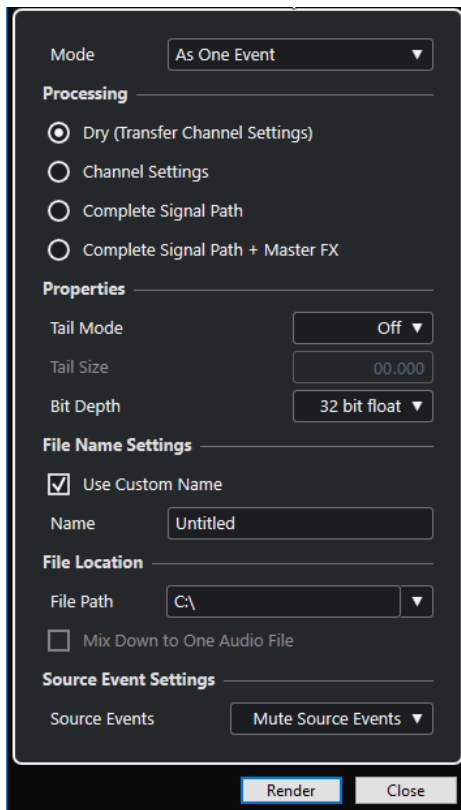 Mode As One Event
Processing
Dry (Transfer Channel Settings)
Channel Settings
Complete Signal Path
Complete Signal Path + Master FX
Properties
Tail Mode Off
Tail Size 00.000
Bit Depth 32 bit float
File Name Settings
Use Custom Name
Name Untitled
File Location
File Path C:\
Mix Down to One Audio File
Source Event Settings
Source Events Mute Source Events
Render Close